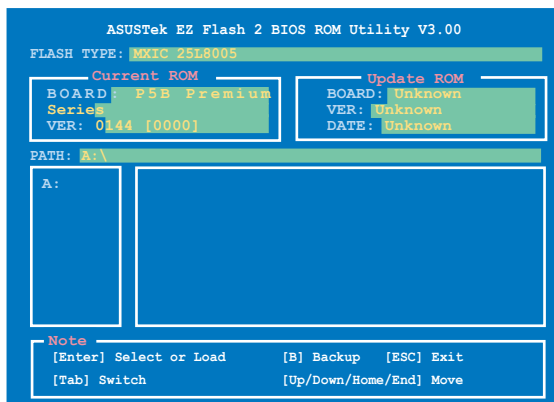 ASUSTek EZ Flash 2 BIOS ROM Utility V3.00
FLASH TYPE: MXIC 25L8005
Current ROM
BOARD: P5B Premium
Series
VER: 0144 [0000]
Update ROM
BOARD: Unknown
VER: Unknown
DATE: Unknown
PATH: A:\
A:
Note
[Enter] Select or Load [B] Backup [ESC] Exit
[Tab] Switch [Up/Down/Home/End] Move